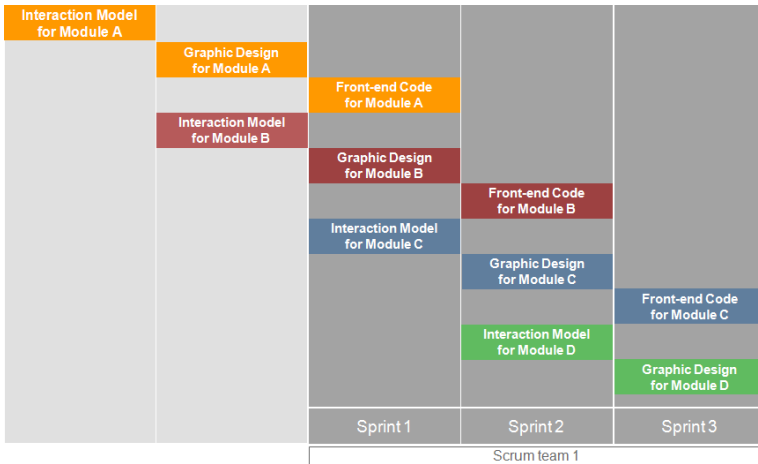 Interaction Model
for Module A
Graphic Design
for Module A
Front-end Code
for Module A
Interaction Model
for Module B
Graphic Design
for Module B
Front-end Code
for Module B
Interaction Model
for Module C
Graphic Design
for Module C
Front-end Code
for Module C
Interaction Model
for Module D
Graphic Design
for Module D
Sprint 1
Sprint 2
Sprint 3
Scrum team 1